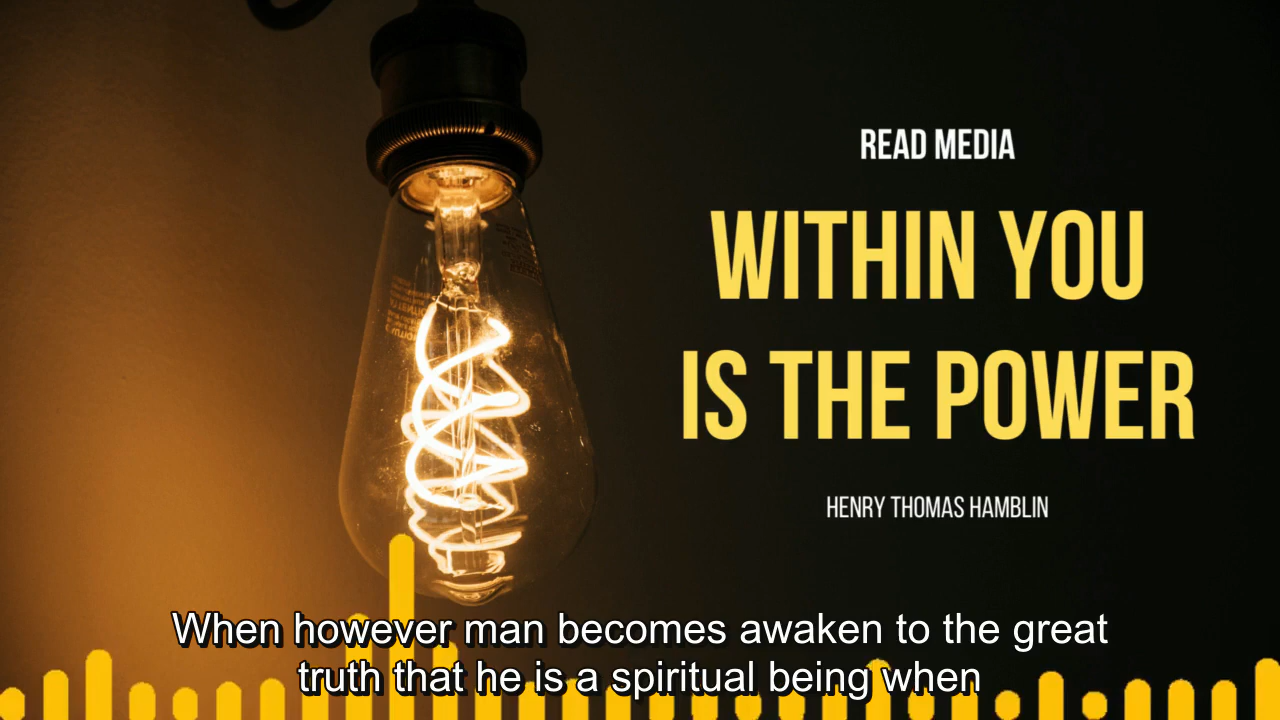 READ MEDIA
WITHIN YOU
IS THE POWER
HENRY THOMAS HAMBLIN
When however man becomes awaken to the great
truth that he is a spiritual being when